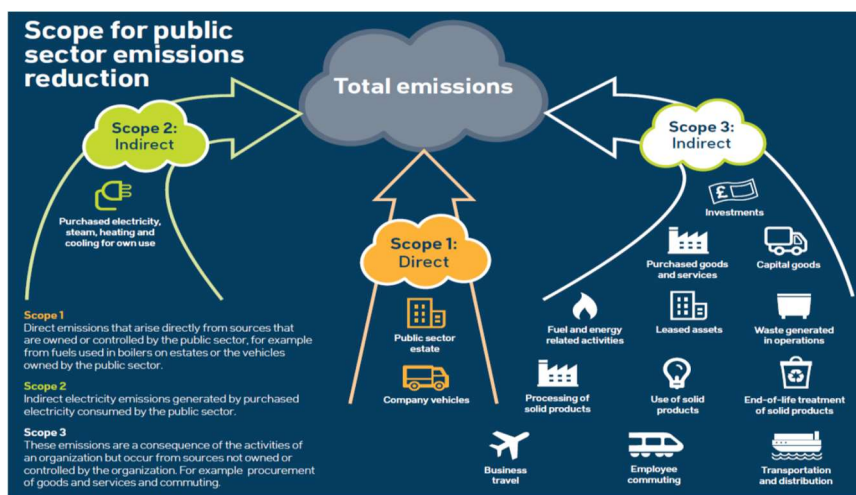 Scope for public
sector emissions
reduction
Total emissions
Scope 2:
Indirect
Purchased electricity,
steam, heating and
cooling for own use
Scope 1:
Direct
Public sector
estate
Company vehicles
Scope 3:
Indirect
£
Investments
Purchased goods
and services
Capital goods
Fuel and energy
related activities
Leased assets
Waste generated
in operations
Processing of
solid products
Use of solid
products
End-of-life treatment
of solid products
Business
travel
Employee
commuting
Transportation
and distribution
Scope 1
Direct emissions that arise directly from sources that
are owned or controlled by the public sector, for example
from fuels used in boilers on estates or the vehicles
owned by the public sector.
Scope 2
Indirect electricity emissions generated by purchased
electricity consumed by the public sector.
Scope 3
These emissions are a consequence of the activities of
an organization but occur from sources not owned or
controlled by the organization. For example procurement
of goods and services and commuting.